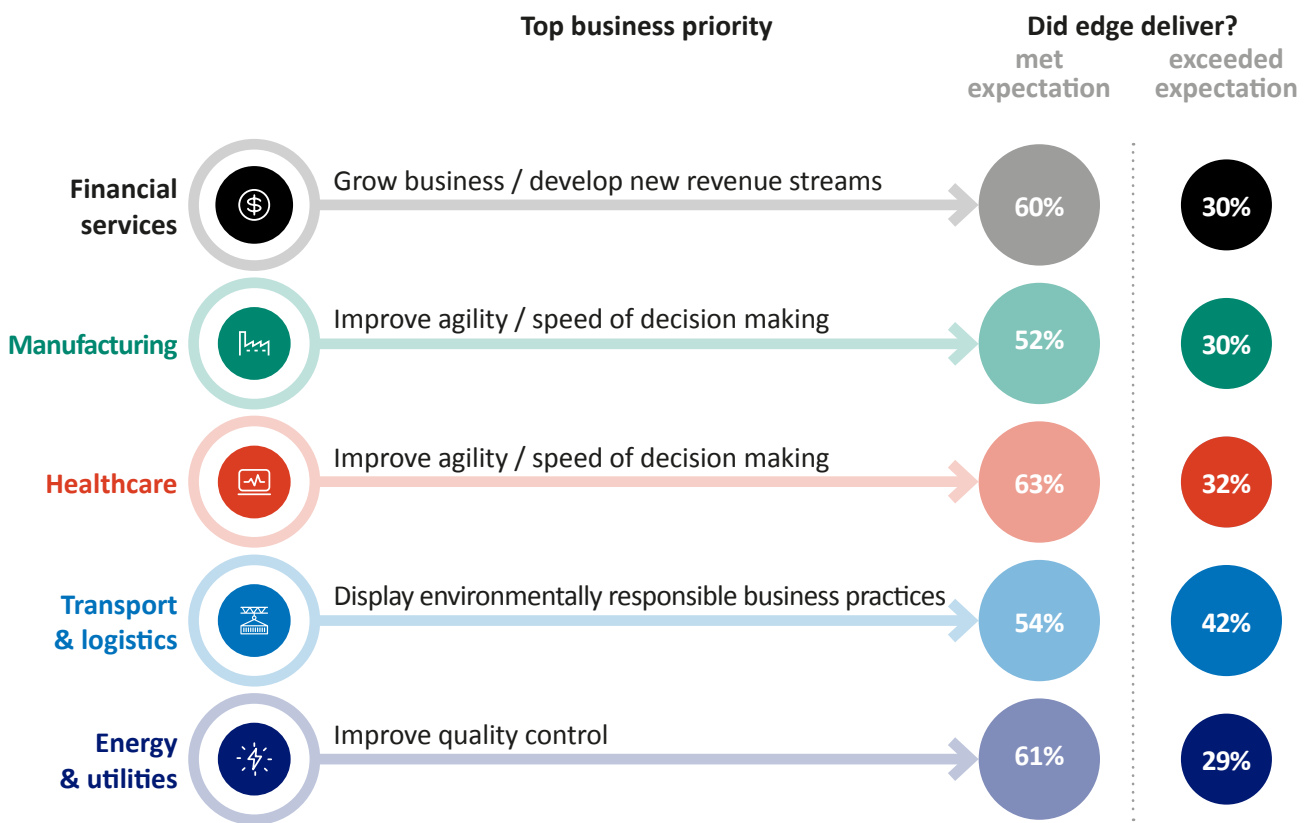 Top business priority
Did edge deliver?
met
expectation
exceeded
expectation
Financial
services
$
Grow business / develop new revenue streams
60%
30%
Manufacturing
Improve agility / speed of decision making
52%
30%
Healthcare
Improve agility / speed of decision making
63%
32%
Transport
& logistics
Display environmentally responsible business practices
54%
42%
Energy
& utilities
Improve quality control
61%
29%